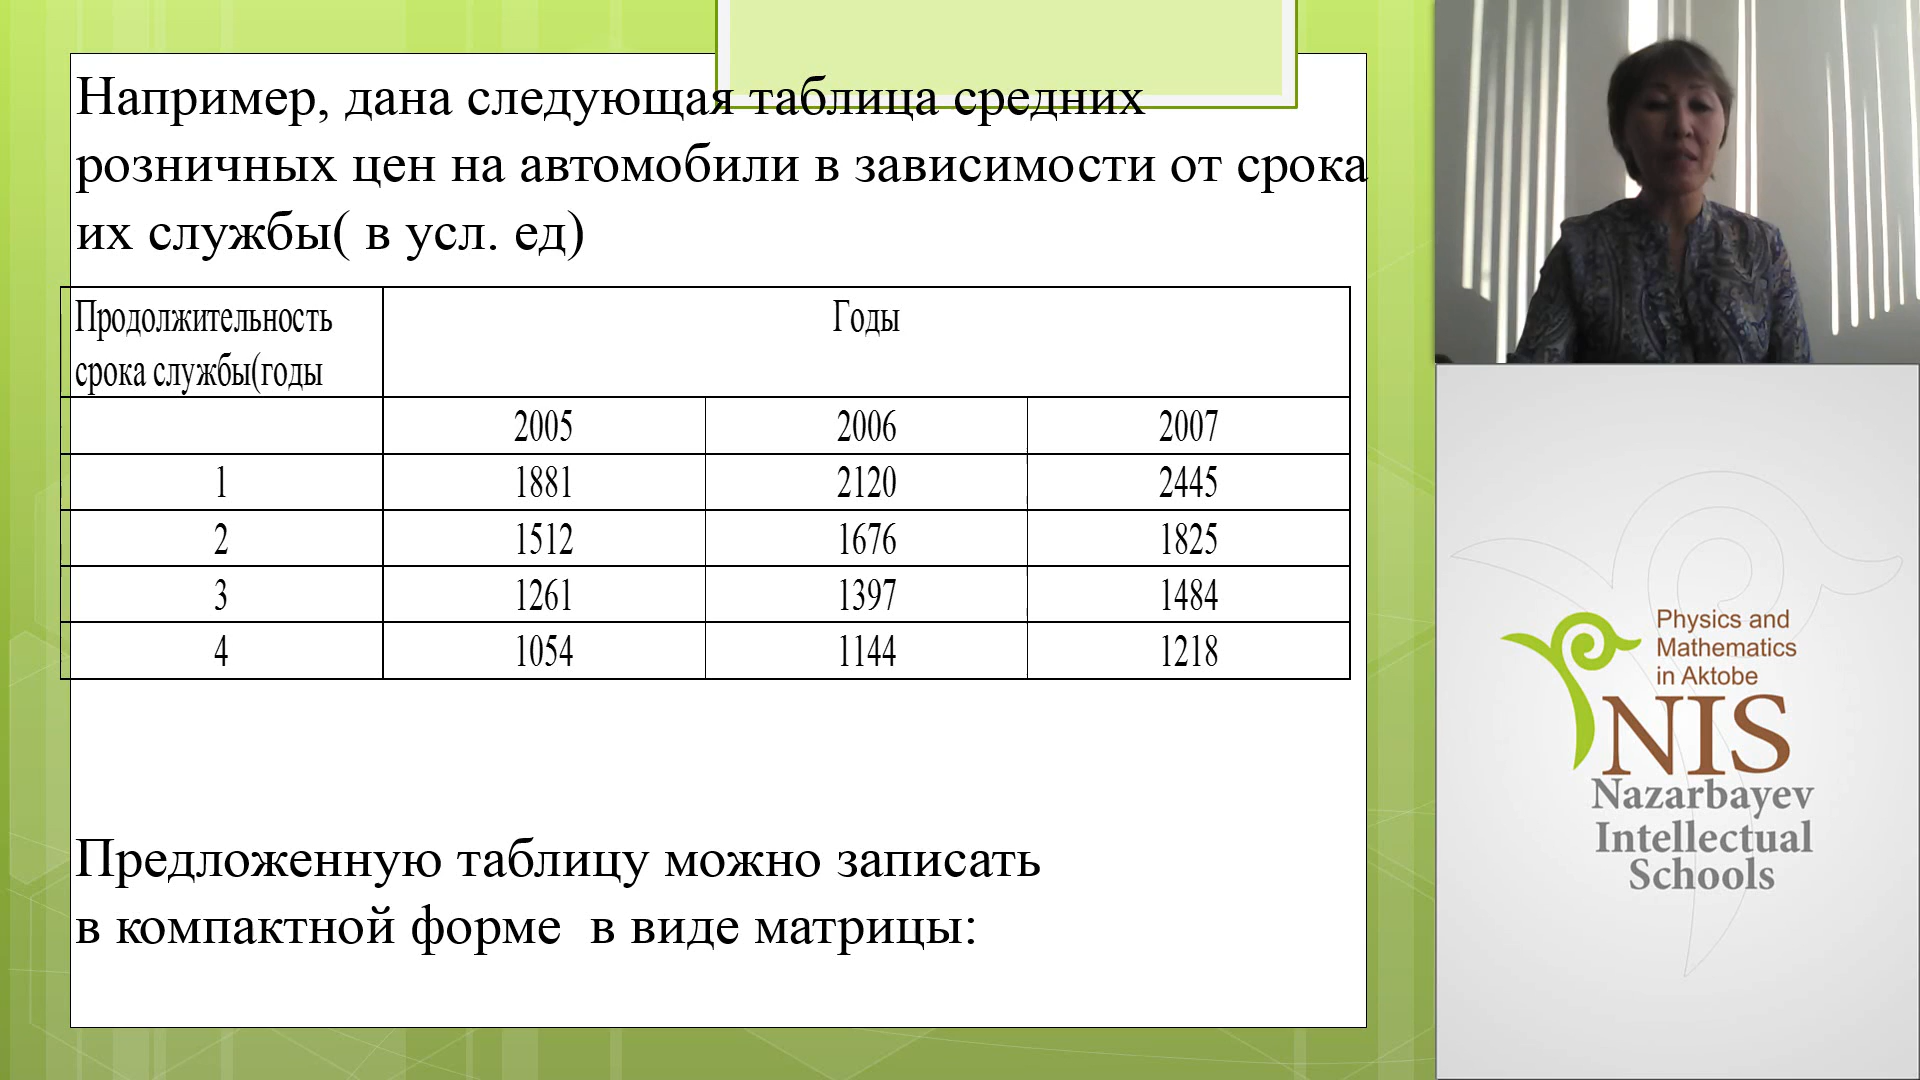 Например, дана следующая таблица средних
розничных цен на автомобили в зависимости от срока
их службы( в усл. ед)
Продолжительность
срока службы(годы
Годы
2005 2006 2007
1 1881 2120 2445
2 1512 1676 1825
3 1261 1397 1484
4 1054 1144 1218
Предложенную таблицу можно записать
в компактной форме  в виде матрицы:
Physics and
Mathematics
in Aktobe
NIS
Nazarbayev
Intellectual
Schools